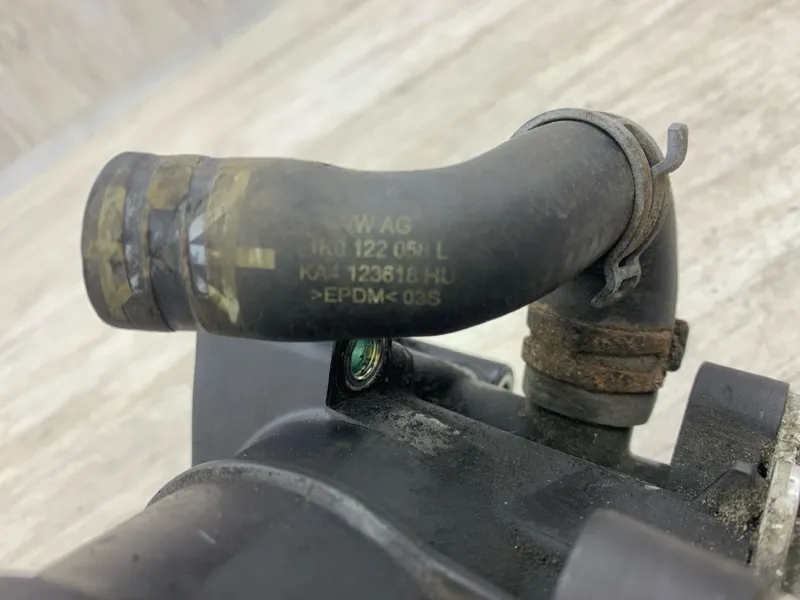 VW AG
1K0 122 058 L
KA4 123618 HU
>EPDM< 03S